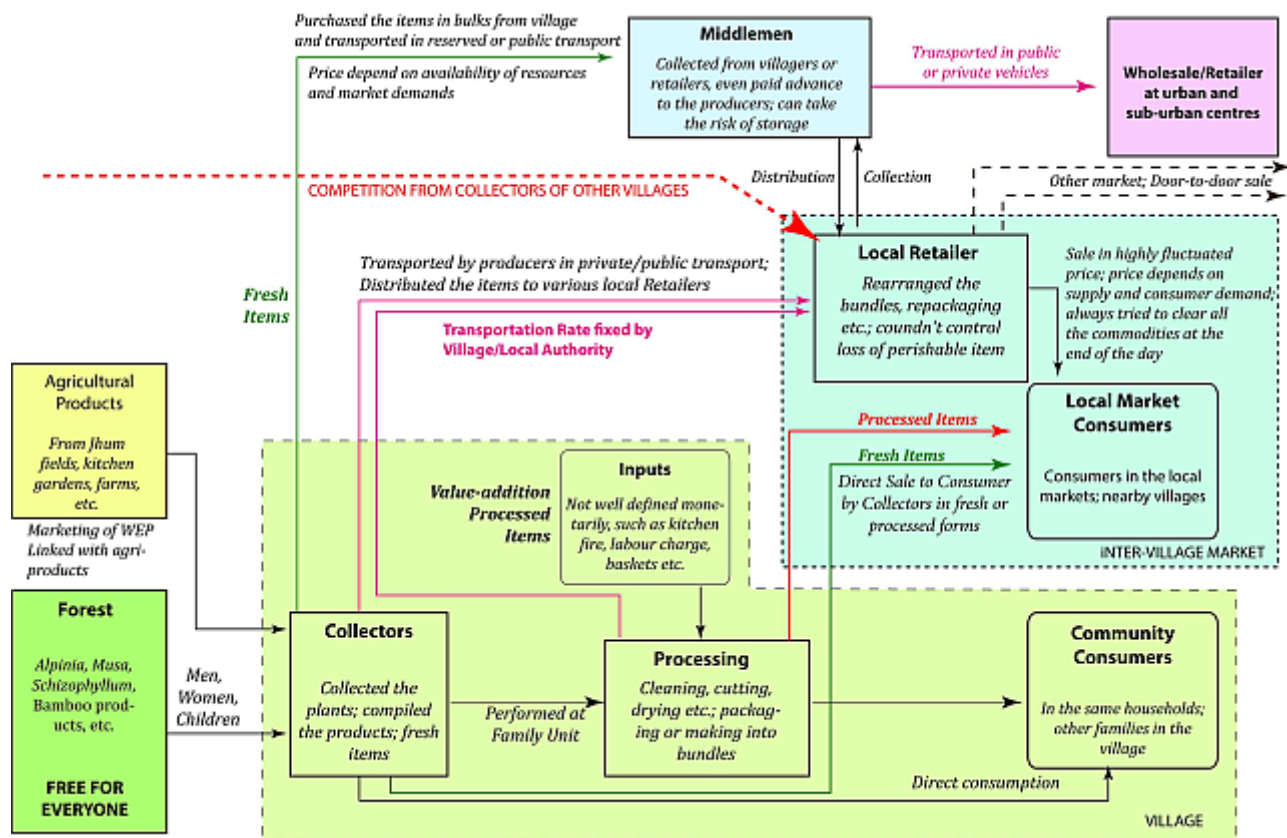 Purchased the items in bulks from village
and transported in reserved or public transport
Price depend on availability of resources
and market demands
Middlemen
Collected from villagers or
retailers, even paid advance
to the producers; can take
the risk of storage
Transported in public
or private vehicles
Wholesale/Retailer
at urban and
sub-urban centres
COMPETITION FROM COLLECTORS OF OTHER VILLAGES
Distribution
Collection
Other market; Door-to-door sale
Fresh
Items
Transported by producers in private/public transport;
Distributed the items to various local Retailers
Transportation Rate fixed by
Village/Local Authority
Local Retailer
Rearranged the
bundles, repackaging
etc.; coundn't control
loss of perishable item
Sale in highly fluctuated
price; price depends on
supply and consumer demand;
always tried to clear all
the commodities at the
end of the day
Agricultural
Products
From Jhum
fields, kitchen
gardens, farms,
etc.
Marketing of WEP
Linked with agri-
products
Value-addition
Processed
Items
Inputs
Not well defined mone-
tarily, such as kitchen
fire, labour charge,
baskets etc.
Processed Items
Fresh Items
Direct Sale to Consumer
by Collectors in fresh or
processed forms
Local Market
Consumers
Consumers in the local
markets; nearby villages
iNTER-VILLAGE MARKET
Forest
Alpinia, Musa,
Schizophyllum,
Bamboo prod-
ucts, etc.
FREE FOR
EVERYONE
Men,
Women,
Children
Collectors
Collected the
plants; compiled
the products; fresh
items
Performed at
Family Unit
Processing
Cleaning, cutting,
drying etc.; packag-
ing or making into
bundles
Community
Consumers
In the same households;
other families in the
village
Direct consumption
VILLAGE